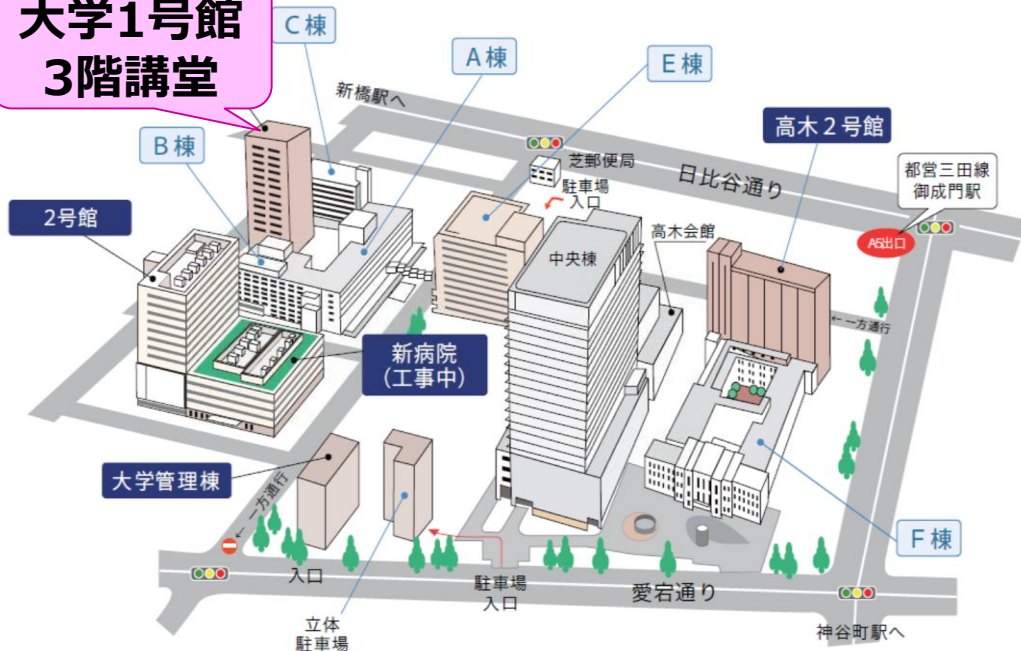 大学1号館
3階講堂
C棟
A棟
E棟
新橋駅へ
高木2号館
B棟
芝郵便局
日比谷通り
都営三田線
御成門駅
駐車場
入口
2号館
高木会館
A5出口
中央棟
←一方通行
新病院
(工事中)
大学管理棟
←一方通行
F棟
入口
駐車場
入口
愛宕通り
立体
駐車場
神谷町駅へ